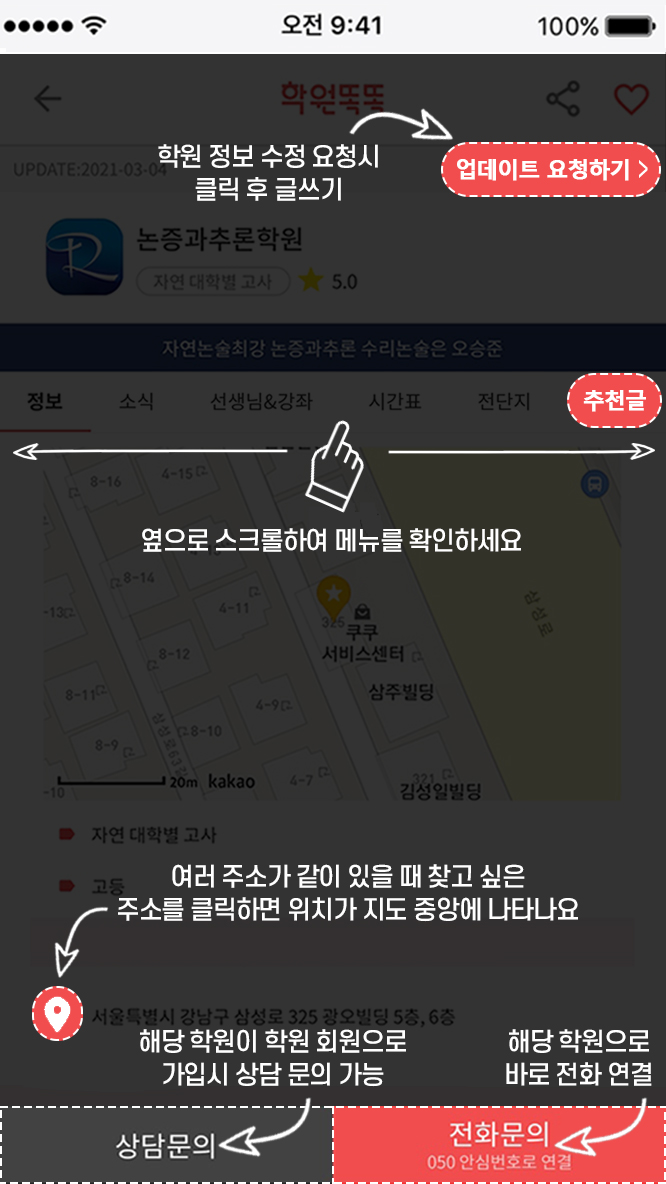 오전 9:41 100%
학원똑똑
학원 정보 수정 요청시
클릭 후 글쓰기
업데이트 요청하기 >
UPDATE:2021-03-04
논증과추론학원
자연 대학별 고사 5.0
자연논술최강 논증과추론 수리논술은 오승준
정보 소식 선생님&강좌 시간표 전단지 추천글
옆으로 스크롤하여 메뉴를 확인하세요
8-16 4-15
8-14
4-11
-13
325
쿠쿠
서비스센터
삼성로
8-12
삼주빌딩
8-11
4-9
삼성로63길
8-10
8-9
20m kakao
4-7
321
김성일빌딩
-10
자연 대학별 고사
고등
여러 주소가 같이 있을 때 찾고 싶은
주소를 클릭하면 위치가 지도 중앙에 나타나요
서울특별시 강남구 삼성로 325 광오빌딩 5층, 6층
해당 학원이 학원 회원으로
가입시 상담 문의 가능
해당 학원으로
바로 전화 연결
상담문의
전화문의
050 안심번호로 연결